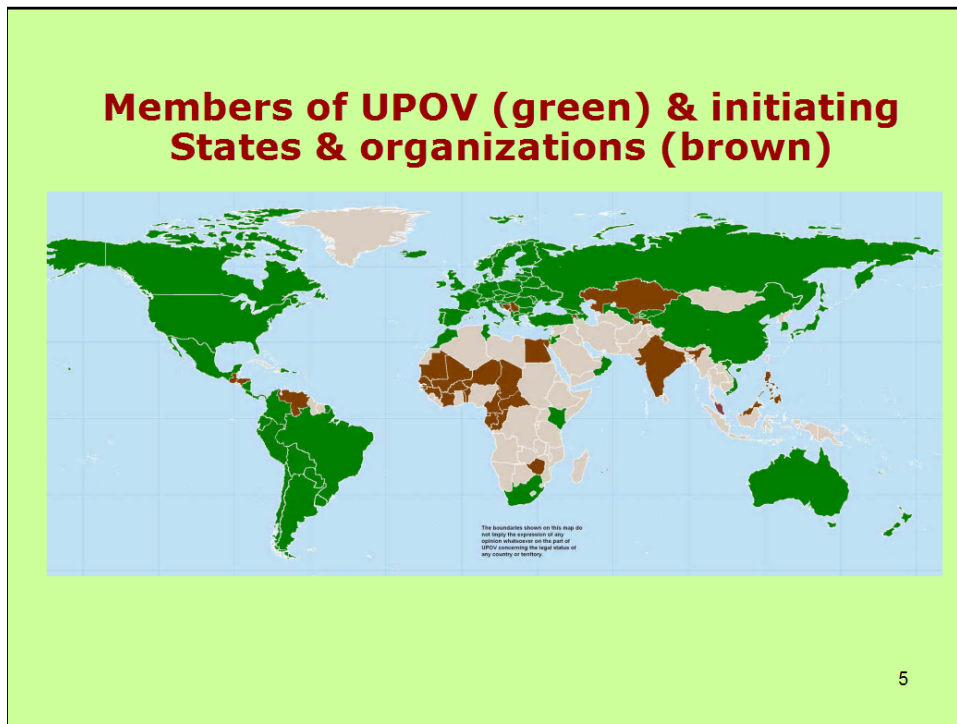 Members of UPOV (green) & initiating
States & organizations (brown)
The boundaries shown on this map do
not imply the expression of any
opinion whatsoever on the part of
UPOV concerning the legal status of
any country or territory.
5